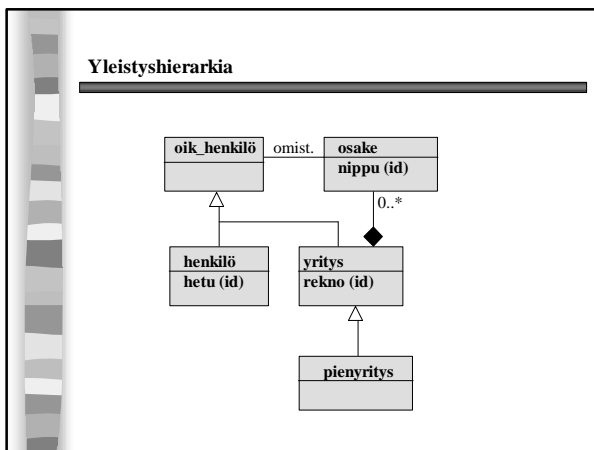 Yleistyshierarkia
oik_henkilö omist. osake
nippu (id)
0..*
henkilö yritys
hetu (id) rekno (id)
pienyritys